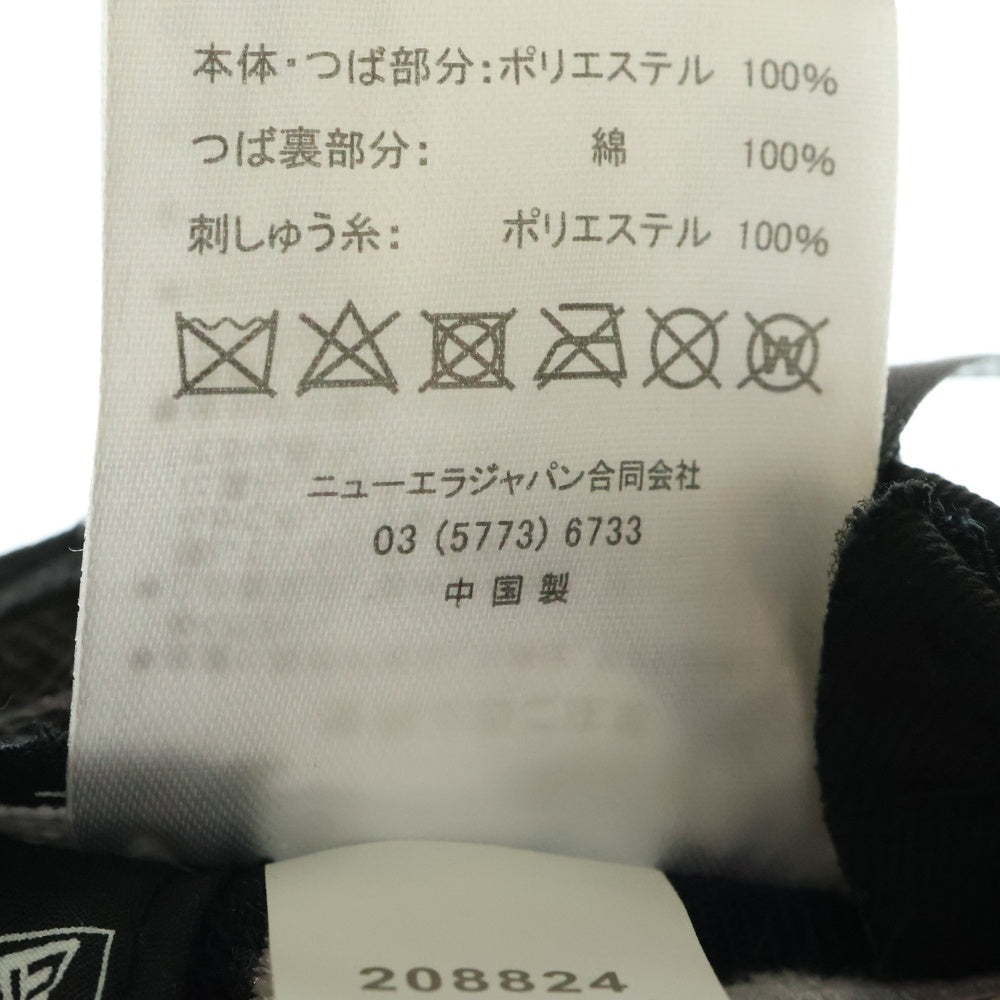 本体・つば部分:ポリエステル 100%
つば裏部分: 綿 100%
刺しゅう糸: ポリエステル 100%
W
ニューエラジャパン合同会社
03 (5773) 6733
中国製
208824